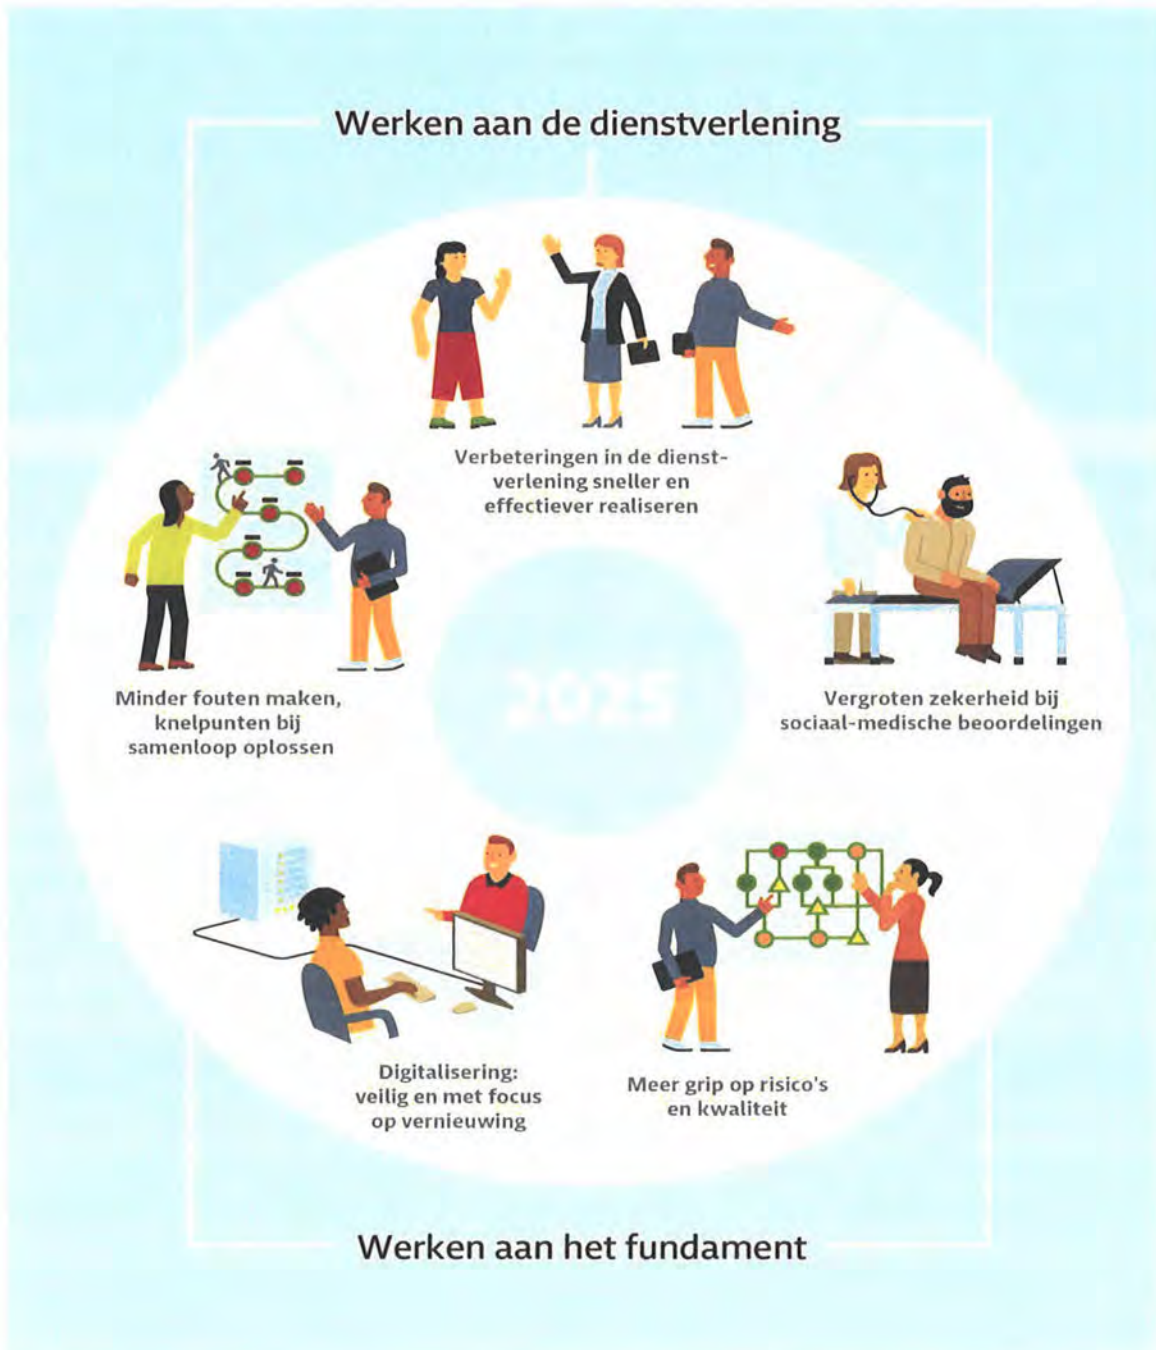 Werken aan de dienstverlening
Verbeteringen in de dienst-
verlening sneller en
effectiever realiseren
Minder fouten maken,
knelpunten bij
samenloop oplossen
Vergroten zekerheid bij
sociaal-medische beoordelingen
2025
Digitalisering:
veilig en met focus
op vernieuwing
Meer grip op risico's
en kwaliteit
Werken aan het fundament